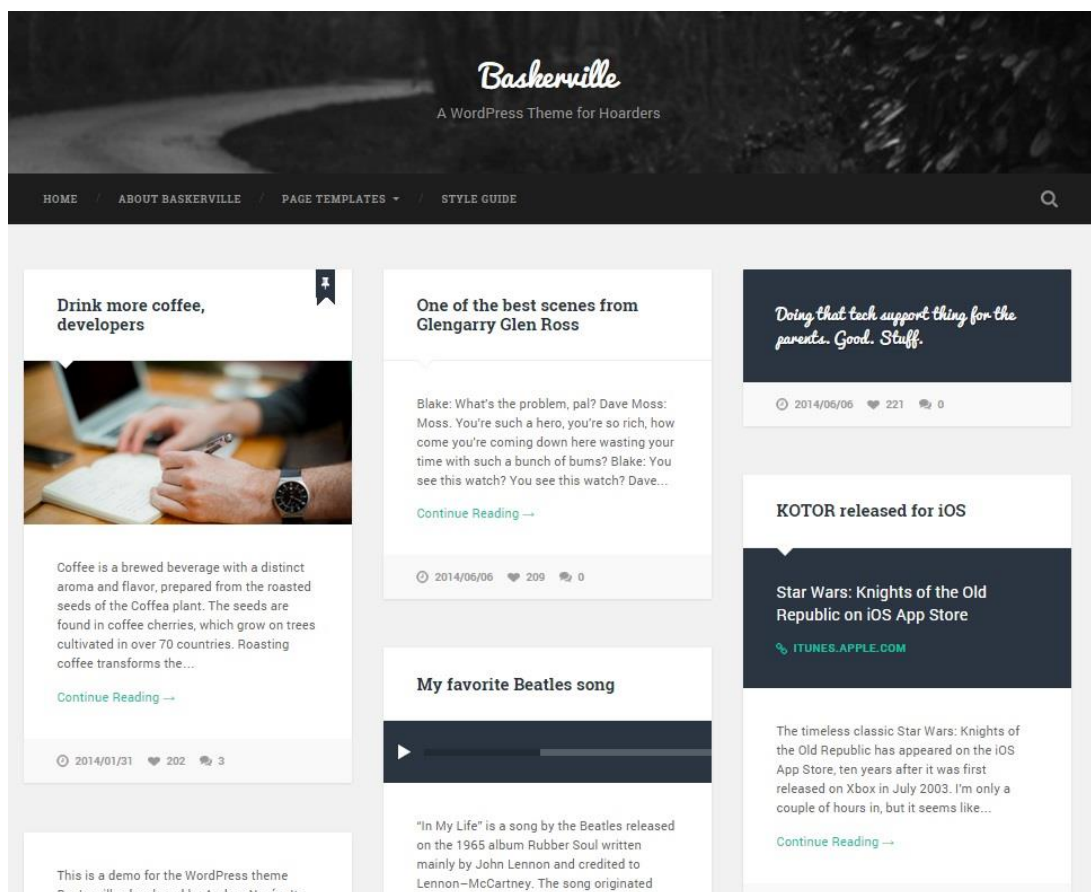 Baskerville
A WordPress Theme for Hoarders
HOME / ABOUT BASKERVILLE / PAGE TEMPLATES / STYLE GUIDE
Drink more coffee,
developers
Coffee is a brewed beverage with a distinct
aroma and flavor, prepared from the roasted
seeds of the Coffea plant. The seeds are
found in coffee cherries, which grow on trees
cultivated in over 70 countries. Roasting
coffee transforms the...
Continue Reading →
2014/01/31 202 3
This is a demo for the WordPress theme
One of the best scenes from
Glengarry Glen Ross
Blake: What's the problem, pal? Dave Moss:
Moss. You're such a hero, you're so rich, how
come you're coming down here wasting your
time with such a bunch of bums? Blake: You
see this watch? You see this watch? Dave...
Continue Reading →
2014/06/06 209 0
My favorite Beatles song
“In My Life” is a song by the Beatles released
on the 1965 album Rubber Soul written
mainly by John Lennon and credited to
Lennon–McCartney. The song originated
Doing that tech support thing for the
parents. Good. Stuff.
2014/06/06 221 0
KOTOR released for iOS
Star Wars: Knights of the Old
Republic on iOS App Store
ITUNES.APPLE.COM
The timeless classic Star Wars: Knights of
the Old Republic has appeared on the iOS
App Store, ten years after it was first
released on Xbox in July 2003. I'm only a
couple of hours in, but it seems like...
Continue Reading →